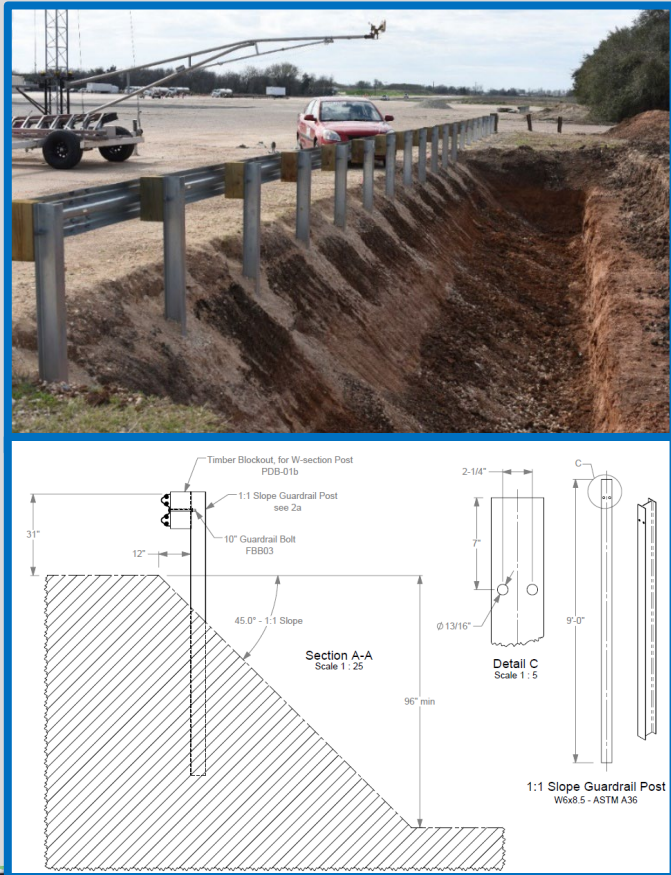 Timber Blockout, for W-section Post
PDB-01b
1:1 Slope Guardrail Post
see 2a
31"
10" Guardrail Bolt
FBB03
12"
45.0° - 1:1 Slope
Section A-A
Scale 1 : 25
96" min
2-1/4"
7"
Ø 13/16"
Detail C
Scale 1 : 5
C
9'-0"
1:1 Slope Guardrail Post
W6x8.5 - ASTM A36